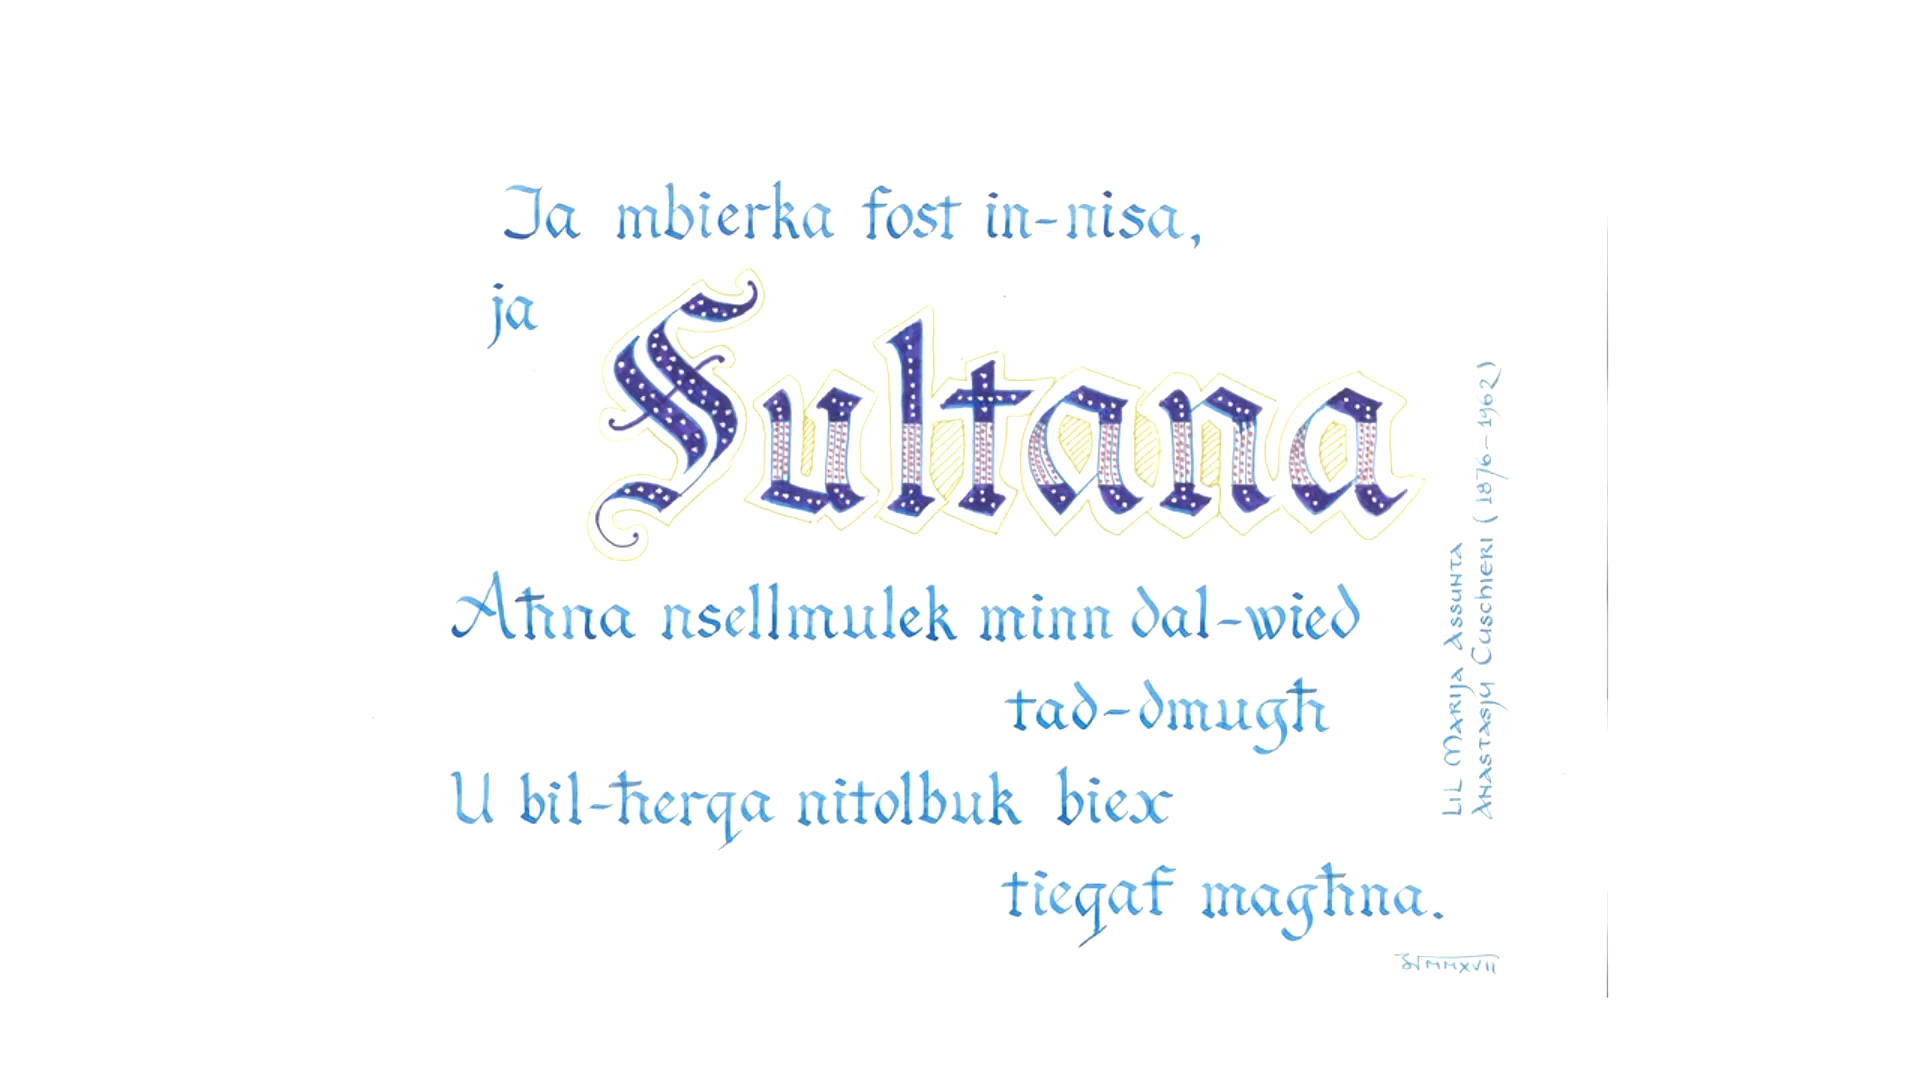 Ja mbierka fost in-nisa,
ja Sultana
Aħna nsellmulek minn dal-wied
tad-dmugħ
U bil-ħerqa nitolbuk biex
tieqaf magħna.
LIL MARIJA ASSUNTA
ANASTASJU CUSCHIERI (1876-1962)
MMXVII